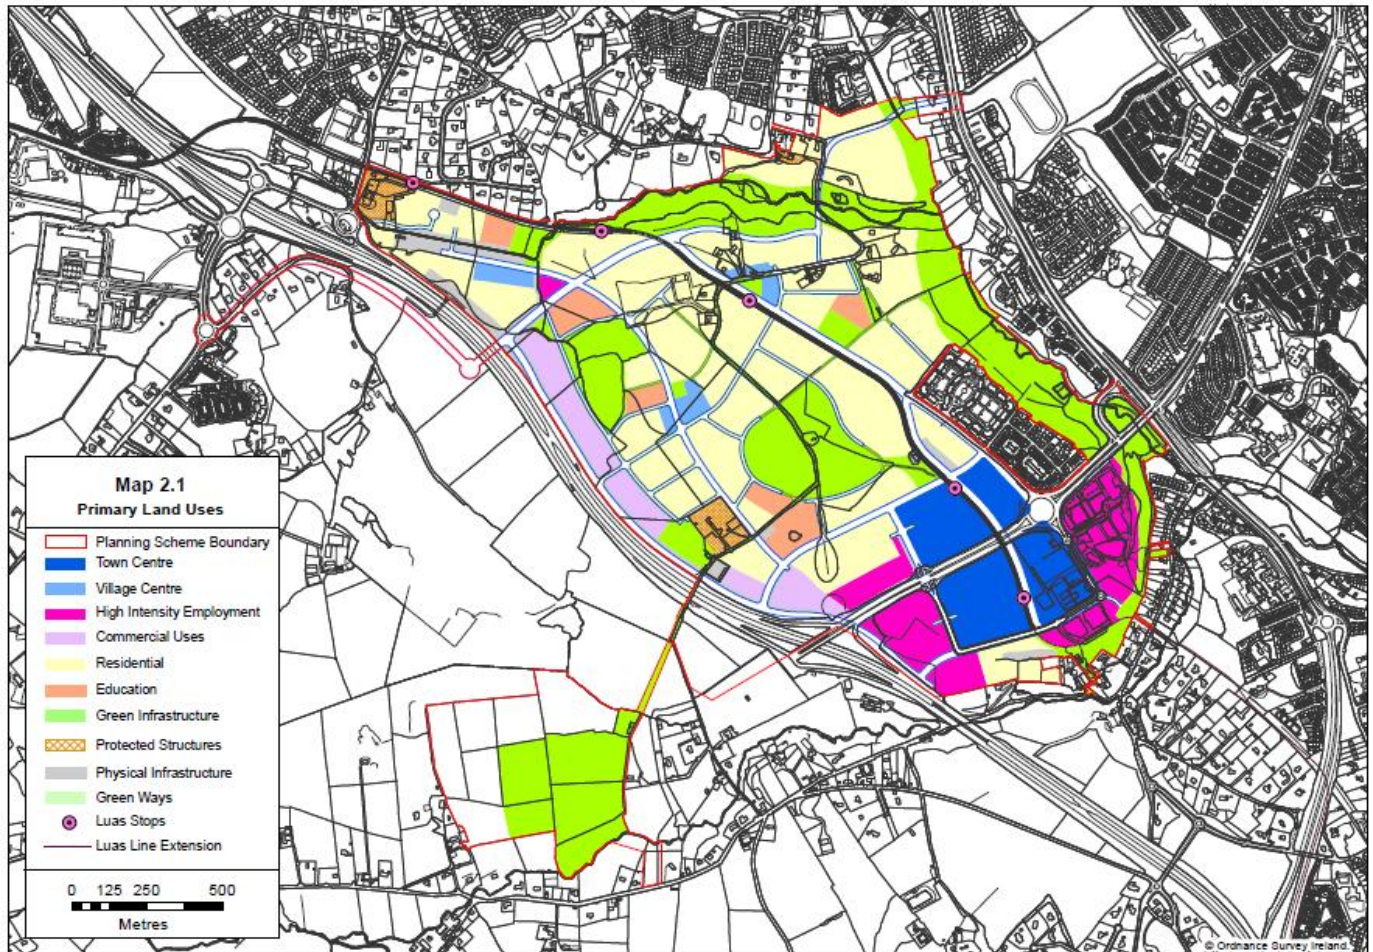 Map 2.1
Primary Land Uses
Planning Scheme Boundary
Town Centre
Village Centre
High Intensity Employment
Commercial Uses
Residential
Education
Green Infrastructure
Protected Structures
Physical Infrastructure
Green Ways
Luas Stops
Luas Line Extension
0 125 250 500
Metres
© Ordnance Survey Ireland.